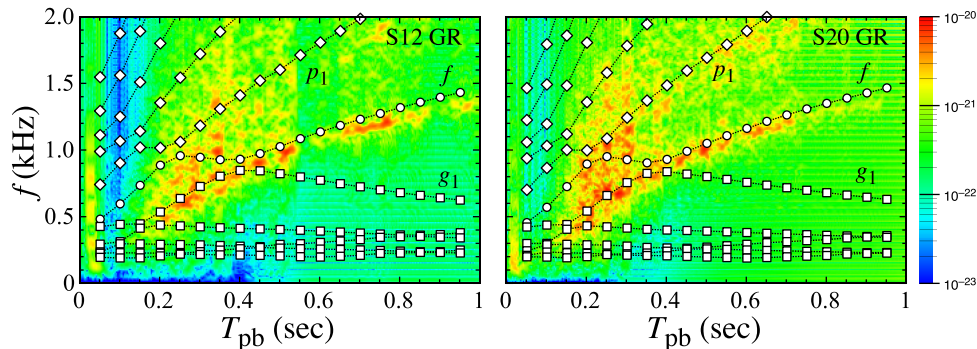 2.0
1.5
1.0
0.5
0
f (kHz)
S12 GR
p1
f
g1
0 0.2 0.4 0.6 0.8 1
Tpb (sec)
S20 GR
p1
f
g1
0 0.2 0.4 0.6 0.8 1
Tpb (sec)
10⁻²⁰
10⁻²¹
10⁻²²
10⁻²³